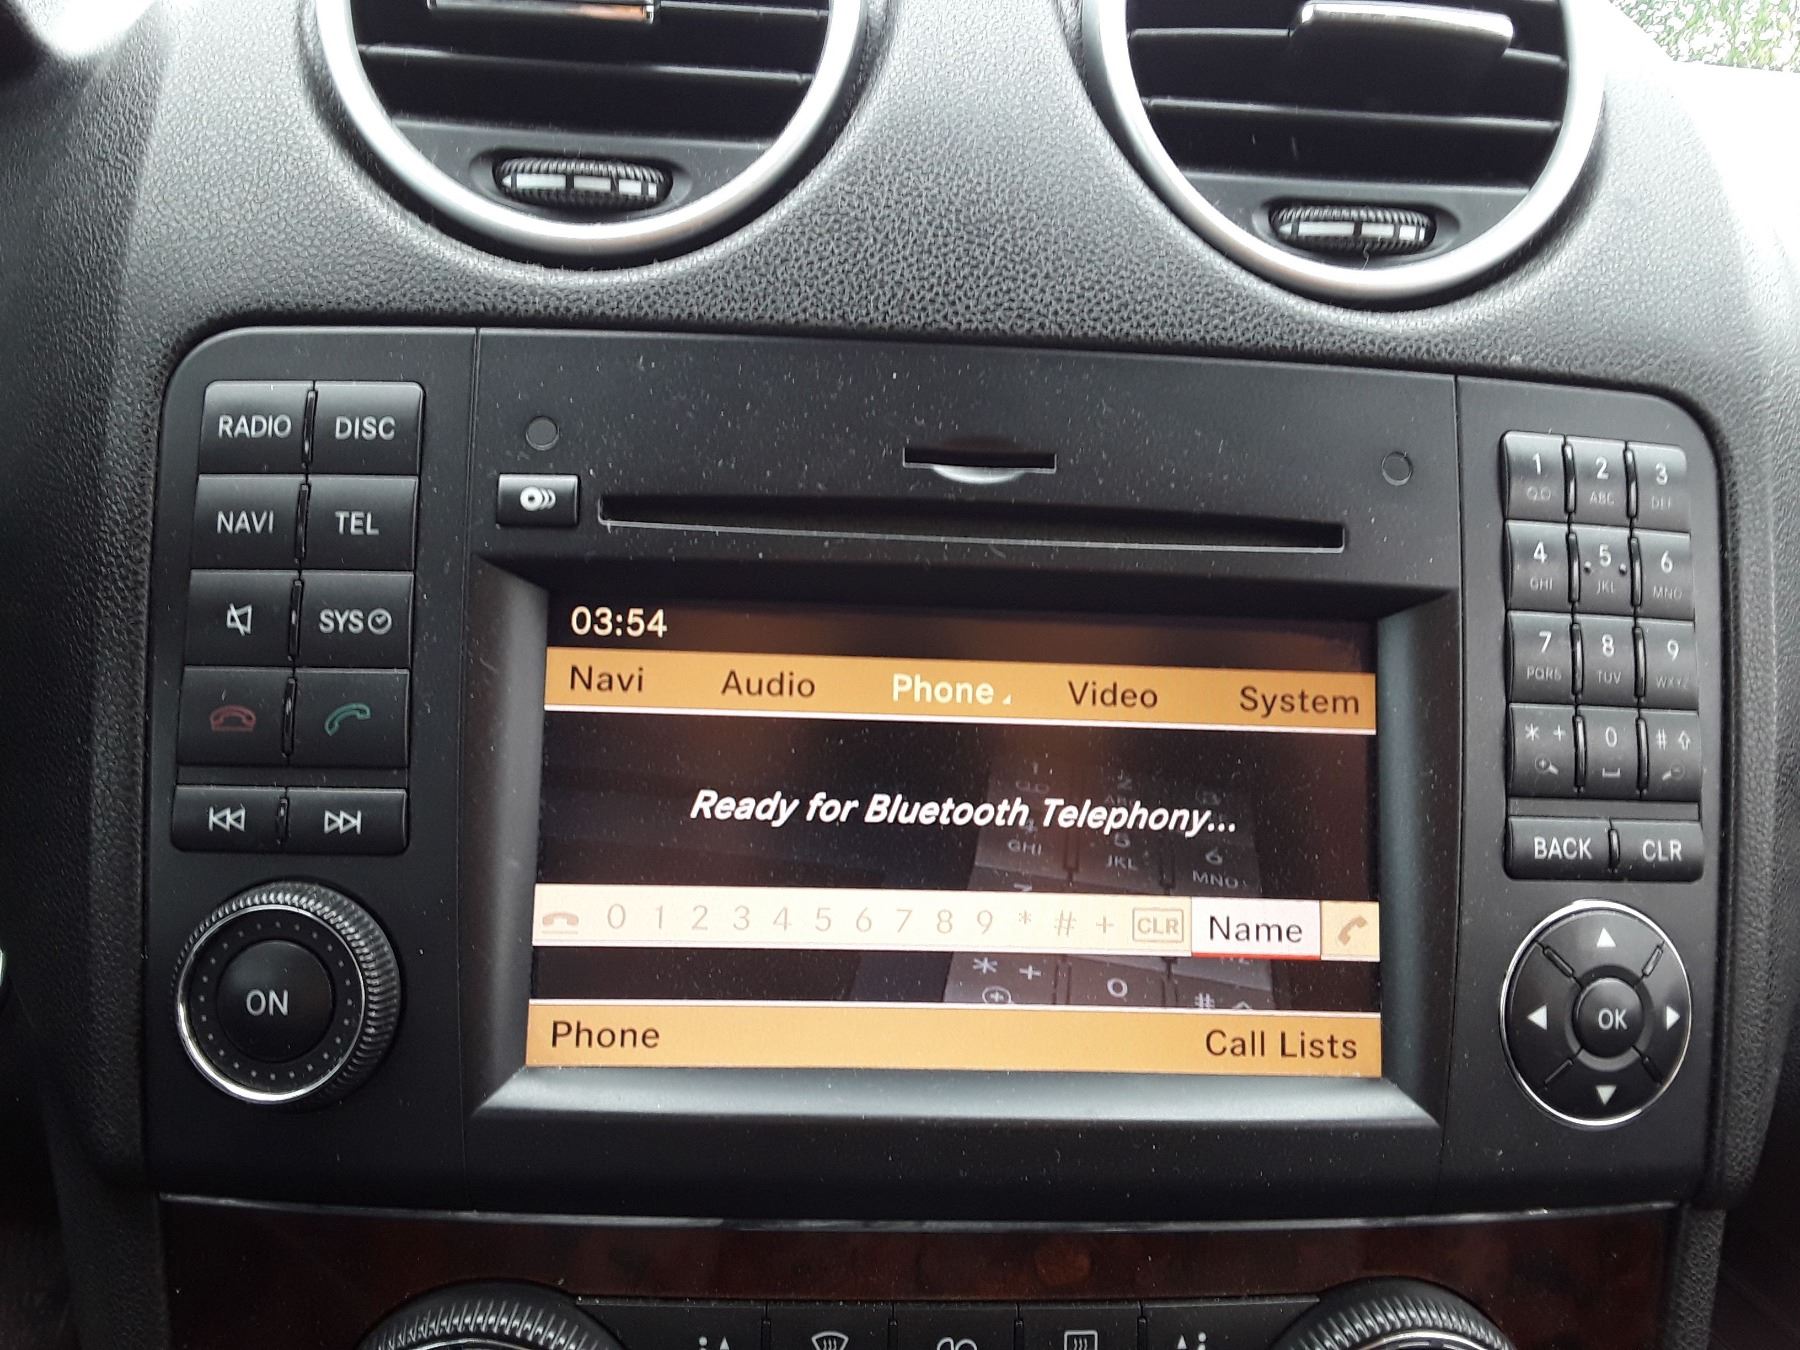 RADIO DISC
NAVI TEL
SYS
ON
03:54
Navi Audio Phone Video System
Ready for Bluetooth Telephony...
0 1 2 3 4 5 6 7 8 9 * # + CLR Name
Phone Call Lists
1 2 3
ABC DEF
4 5 6
GHI JKL MNO
7 8 9
PQRS TUV WXYZ
* + 0 #
BACK CLR
OK